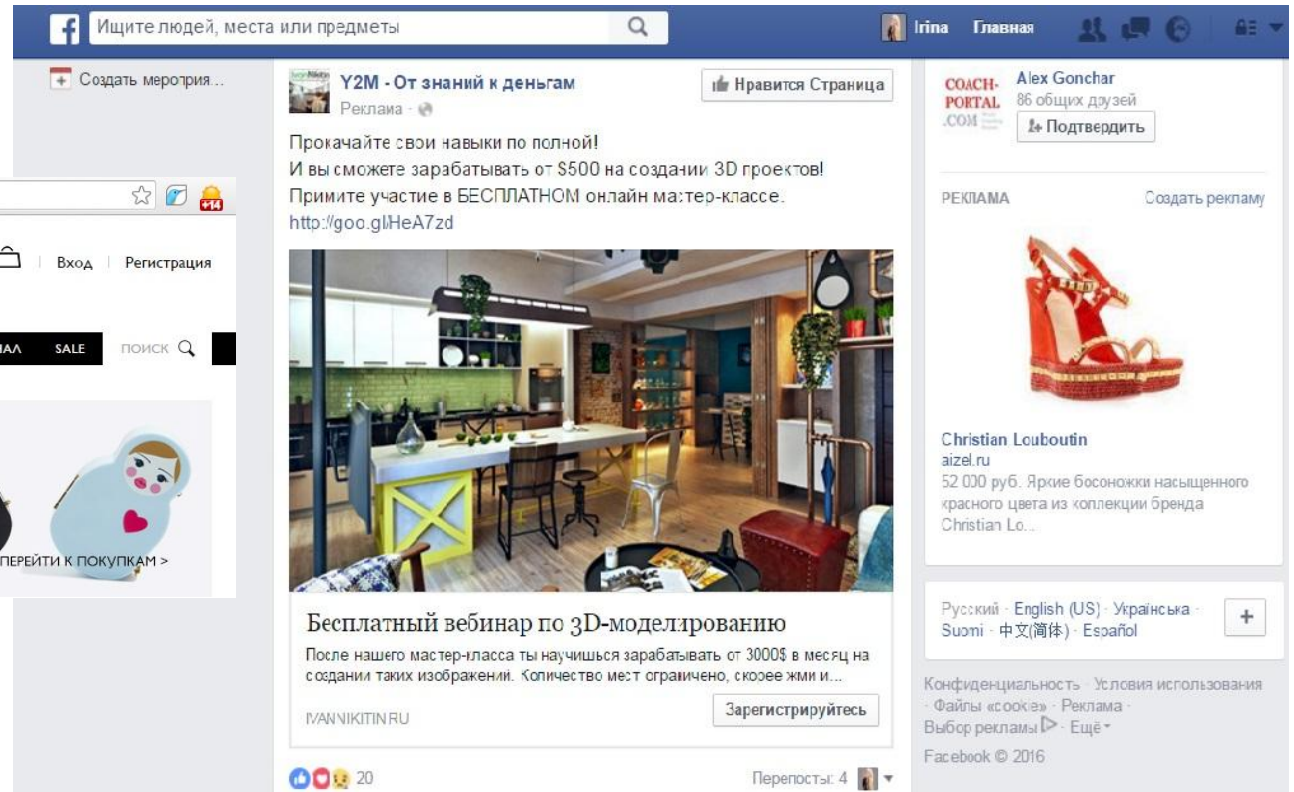 Ищите людей, места или предметы
Irina Главная
Создать мероприя...
+14
Вход Регистрация
SALE ПОИСК
ПЕРЕЙТИ К ПОКУПКАМ >
Y2M - От знаний к деньгам
Реклама
Нравится Страница
Прокачайте свои навыки по полной!
И вы сможете зарабатывать от $500 на создании 3D проектов!
Примите участие в БЕСПЛАТНОМ онлайн мастер-классе.
http://goo.gl/HeA7zd
Бесплатный вебинар по 3D-моделированию
После нашего мастер-класса ты научишься зарабатывать от 3000$ в месяц на
создании таких изображений. Количество мест ограничено, скорее жми и...
IVANNIKITIN.RU
Зарегистрируйтесь
20
Перепосты: 4
COACH-
PORTAL
.COM
Alex Gonchar
86 общих друзей
Подтвердить
РЕКЛАМА Создать рекламу
Christian Louboutin
aizel.ru
52 000 руб. Яркие босоножки насыщенного
красного цвета из коллекции бренда
Christian Lo...
Русский · English (US) · Українська ·
Suomi · 中文(简体) · Español
Конфиденциальность · Условия использования
· Файлы «cookie» · Реклама ·
Выбор рекламы · Ещё
Facebook © 2016